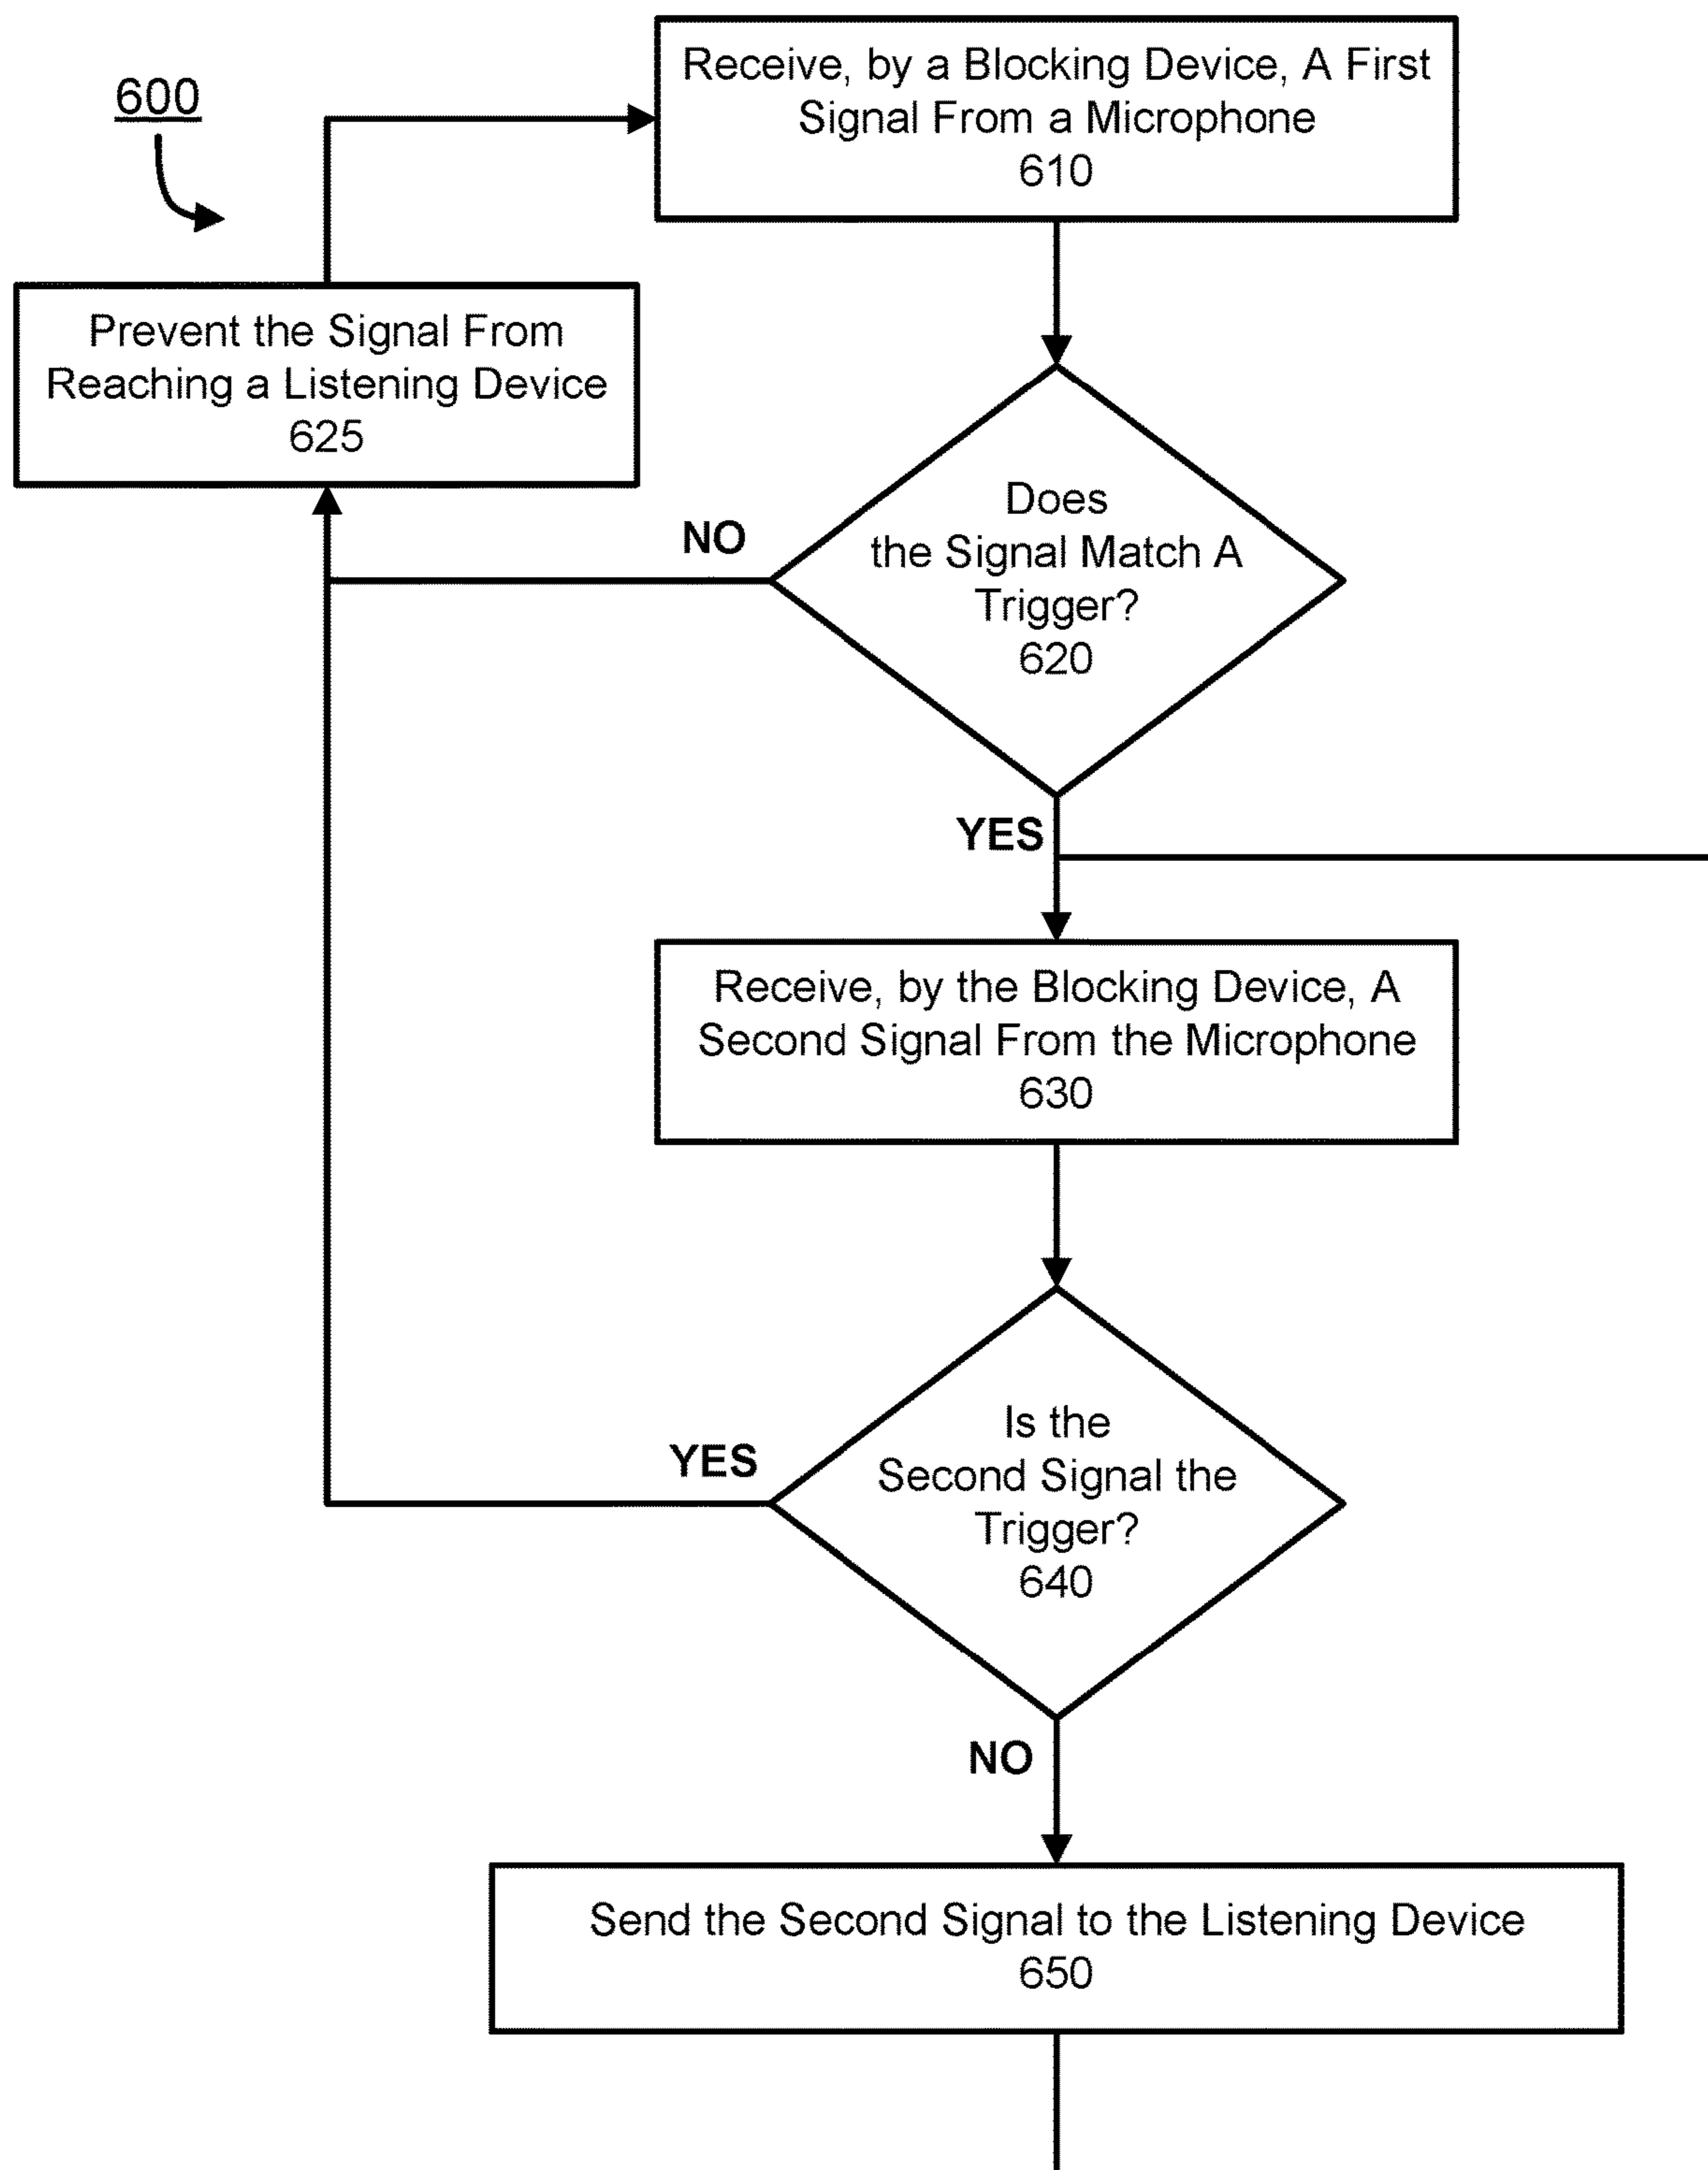 600
Receive, by a Blocking Device, A First
Signal From a Microphone
610
Prevent the Signal From
Reaching a Listening Device
625
NO
Does
the Signal Match A
Trigger?
620
YES
Receive, by the Blocking Device, A
Second Signal From the Microphone
630
YES
Is the
Second Signal the
Trigger?
640
NO
Send the Second Signal to the Listening Device
650